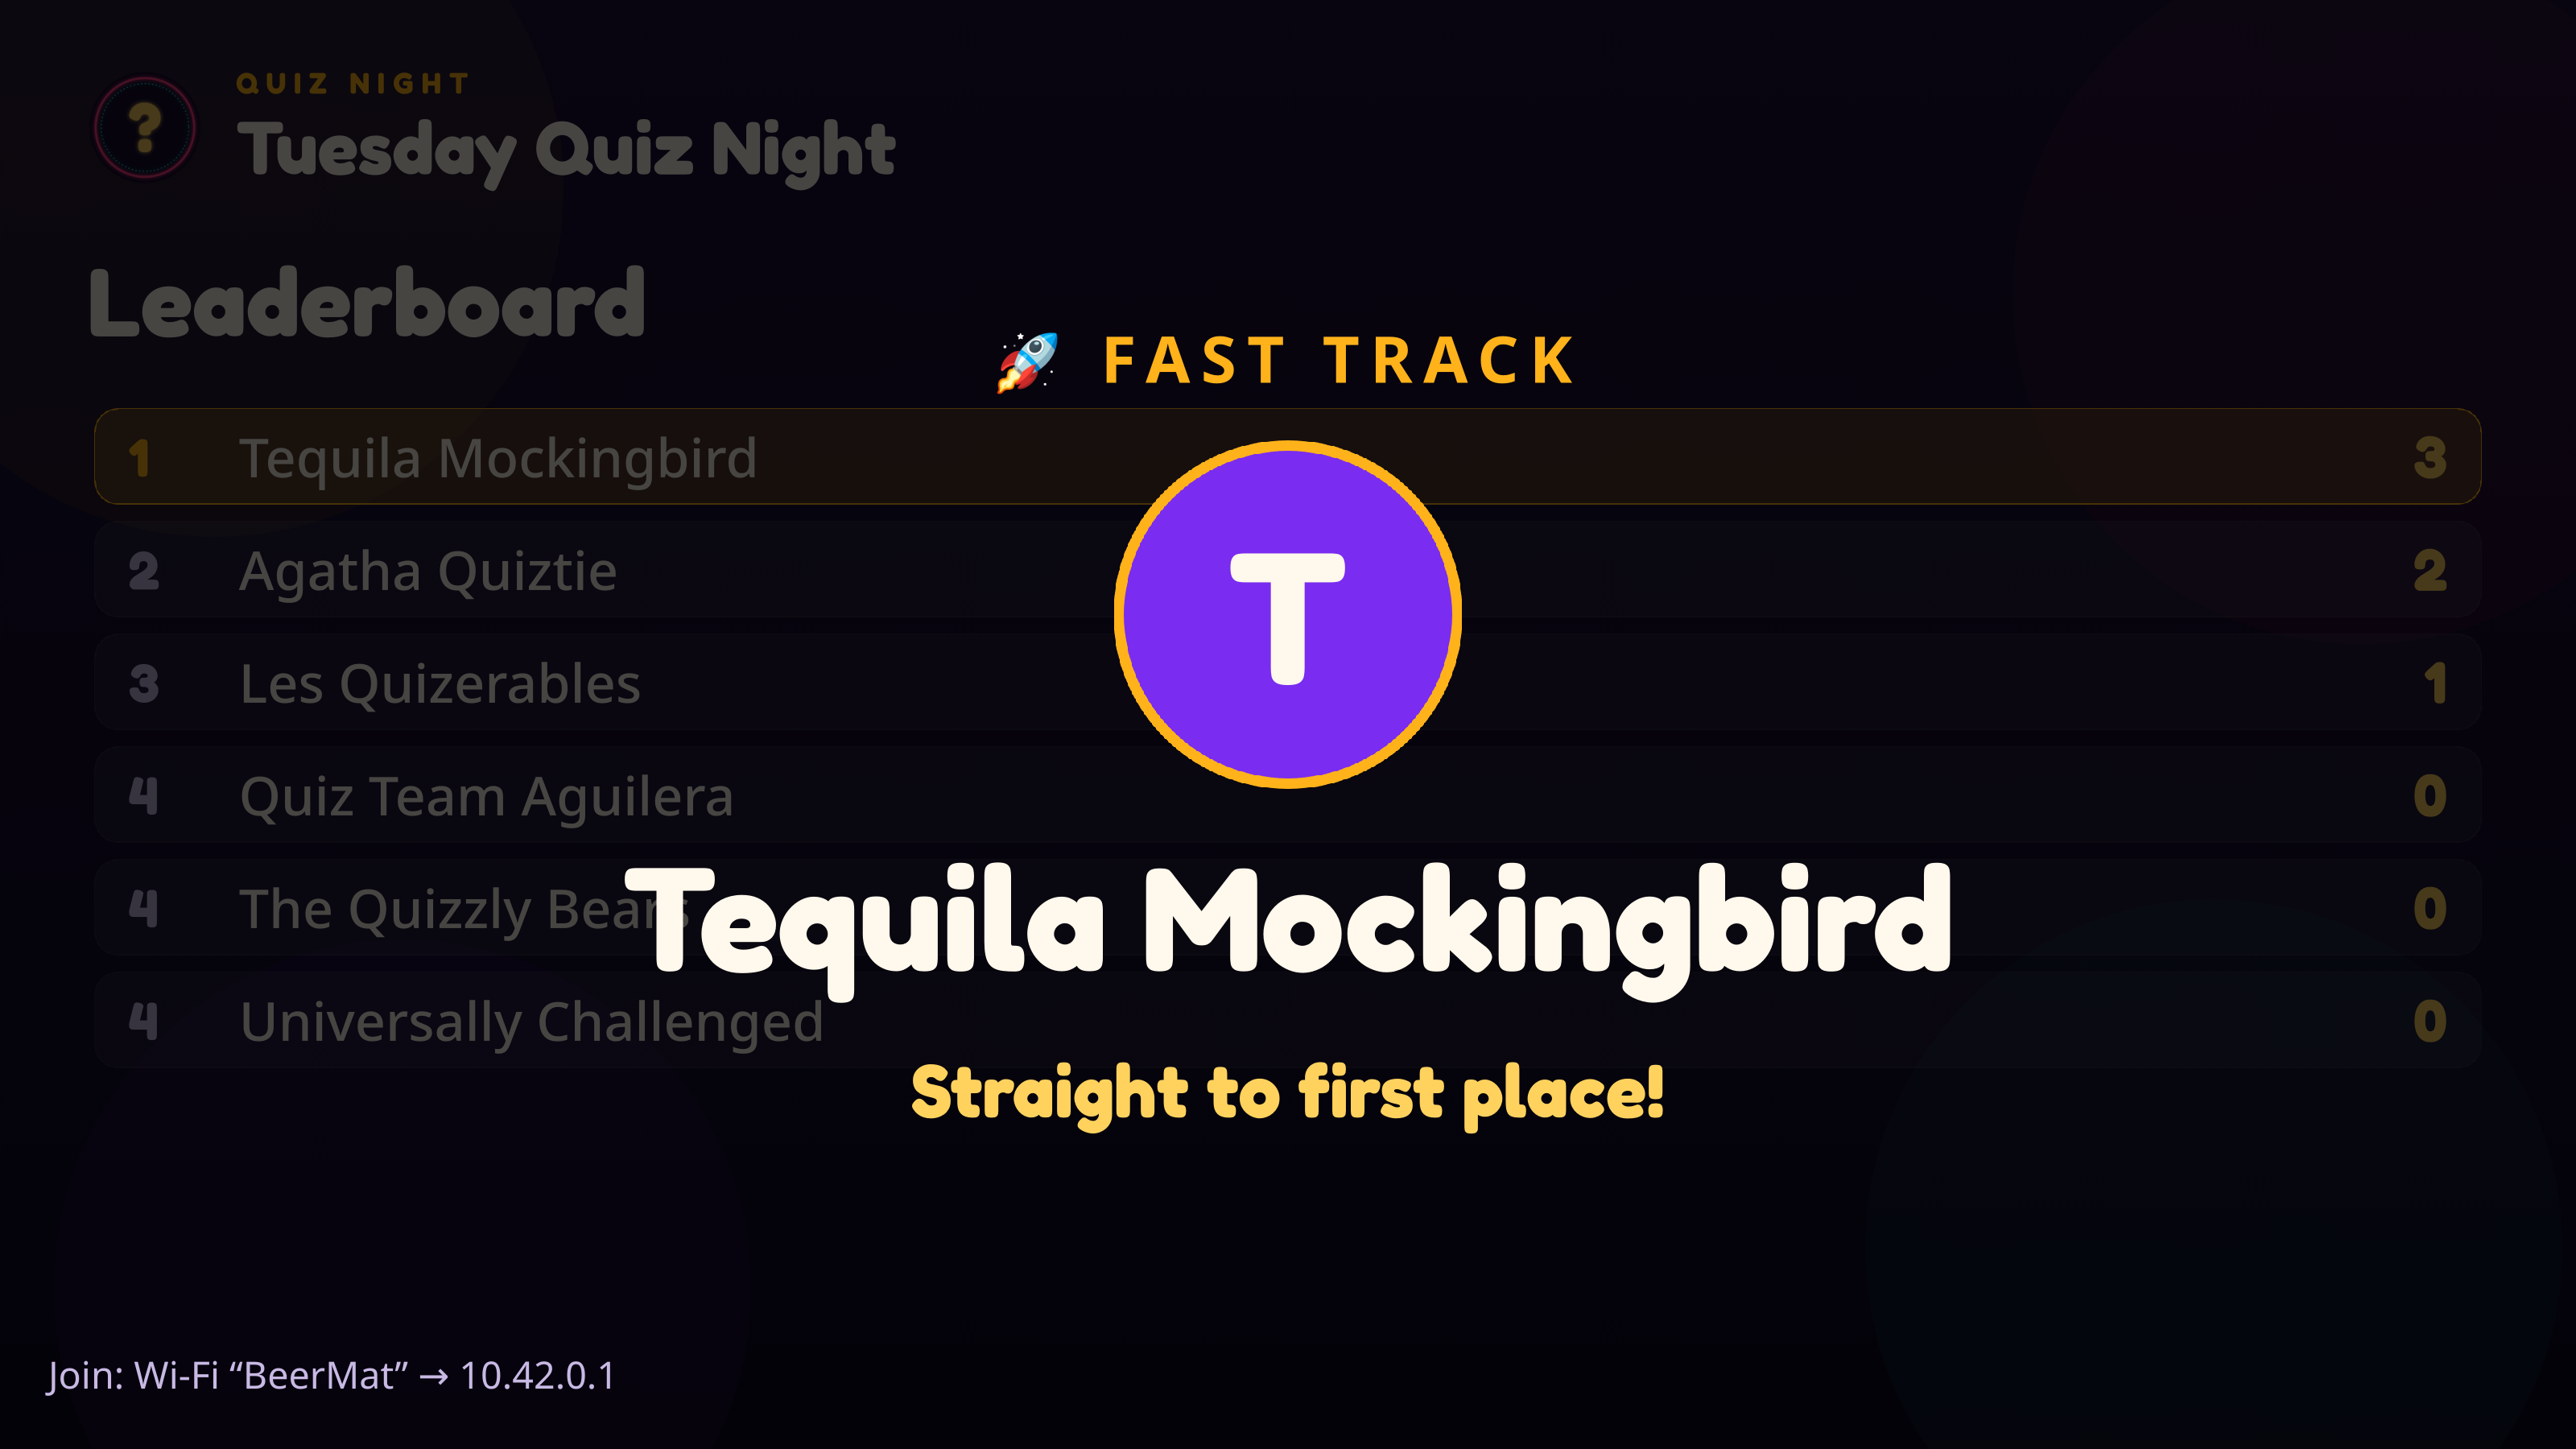 ?
QUIZ NIGHT
Tuesday Quiz Night
Leaderboard
🚀 FAST TRACK
1 Tequila Mockingbird 3
2 Agatha Quiztie 2
3 Les Quizerables 1
4 Quiz Team Aguilera 0
4 The Quizzly Bears 0
4 Universally Challenged 0
T
Tequila Mockingbird
Straight to first place!
Join: Wi-Fi “BeerMat” → 10.42.0.1